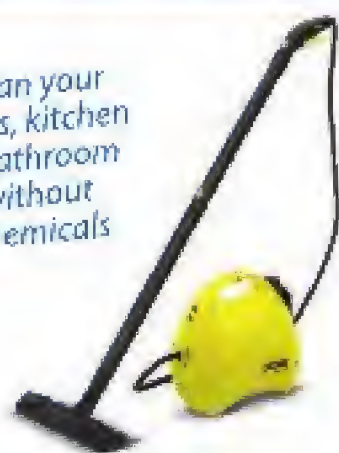 an your
s, kitchen
athroom
without
emicals